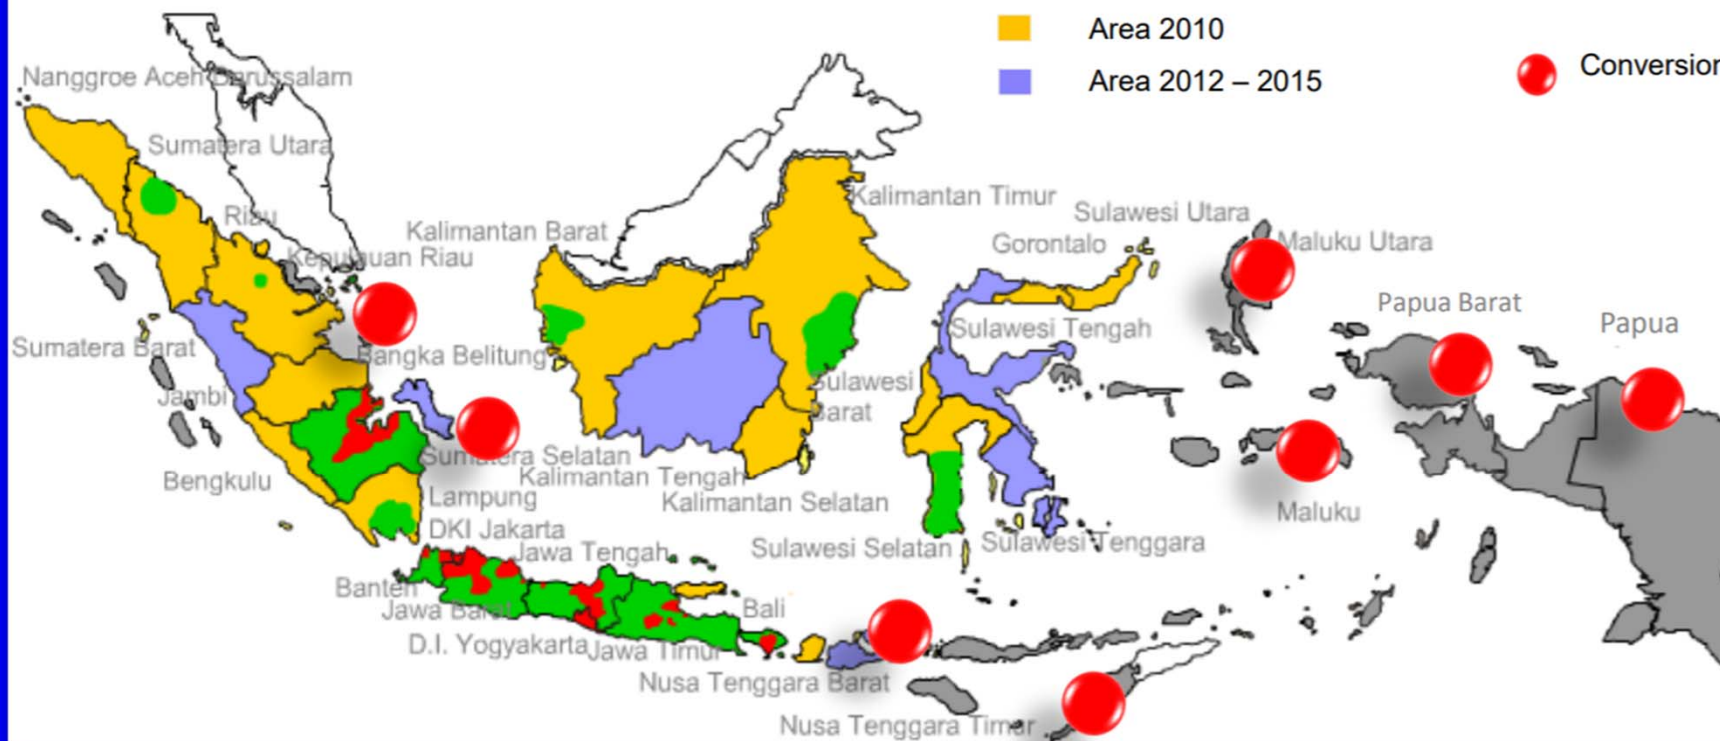 Area 2010
Area 2012 – 2015
Conversion
Nanggroe Aceh Darussalam
Sumatera Utara
Riau
Kepulauan Riau
Kalimantan Barat
Kalimantan Timur
Sulawesi Utara
Gorontalo
Maluku Utara
Papua Barat
Papua
Sulawesi Tengah
Sumatera Barat
Bangka Belitung
Jambi
Sulawesi
Barat
Sumatera Selatan
Bengkulu
Kalimantan Tengah
Lampung
Kalimantan Selatan
Maluku
DKI Jakarta
Jawa Tengah
Sulawesi Selatan
Sulawesi Tenggara
Banten
Jawa Barat
Bali
D.I. Yogyakarta
Jawa Timur
Nusa Tenggara Barat
Nusa Tenggara Timur